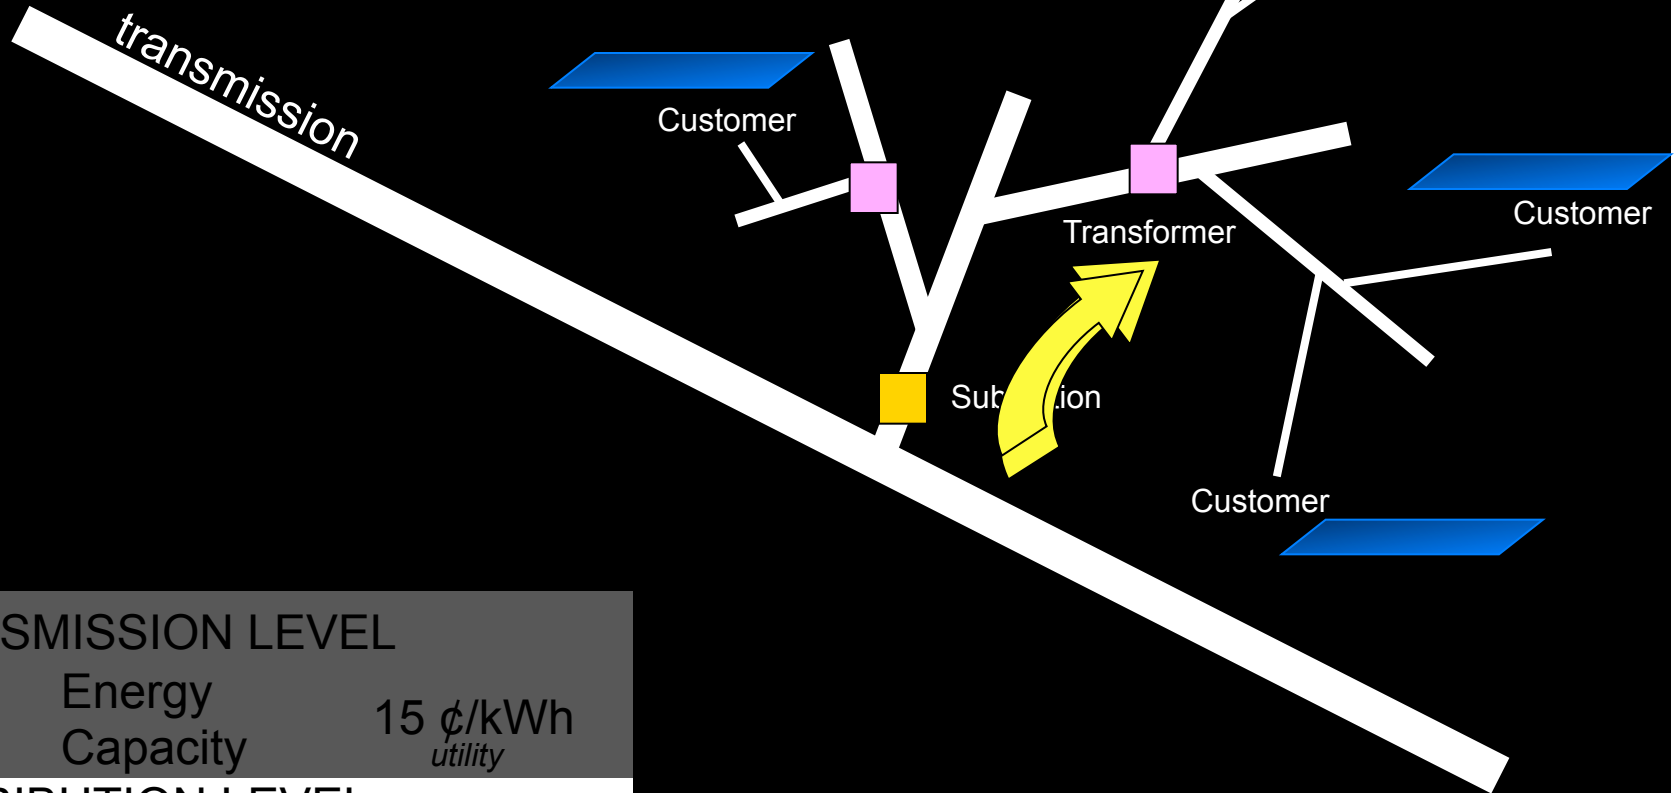 transmission
Customer
Customer
Transformer
Customer
SMISSION LEVEL
Energy
15 ¢/kWh
Capacity
utility